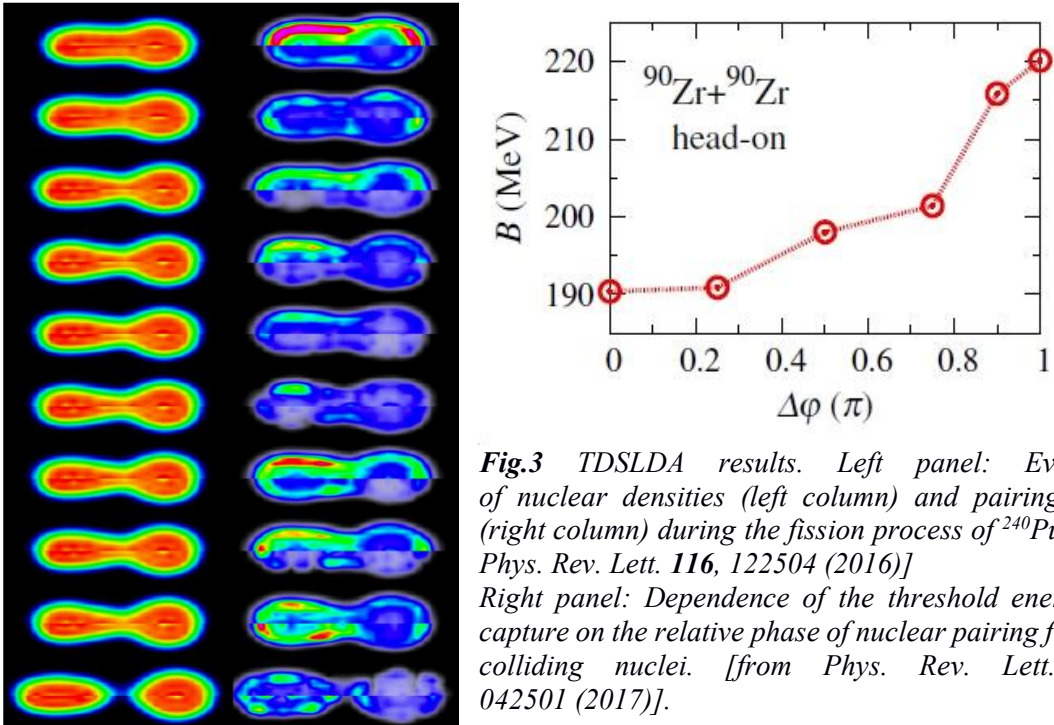 220
210
200
190
B (MeV)
⁹⁰Zr+⁹⁰Zr
head-on
0 0.2 0.4 0.6 0.8 1
Δφ (π)
Fig.3 TDSLDA results. Left panel: Ev
of nuclear densities (left column) and pairing
(right column) during the fission process of ²⁴⁰Pu
Phys. Rev. Lett. 116, 122504 (2016)]
Right panel: Dependence of the threshold ener
capture on the relative phase of nuclear pairing f
colliding nuclei. [from Phys. Rev. Lett.
042501 (2017)].